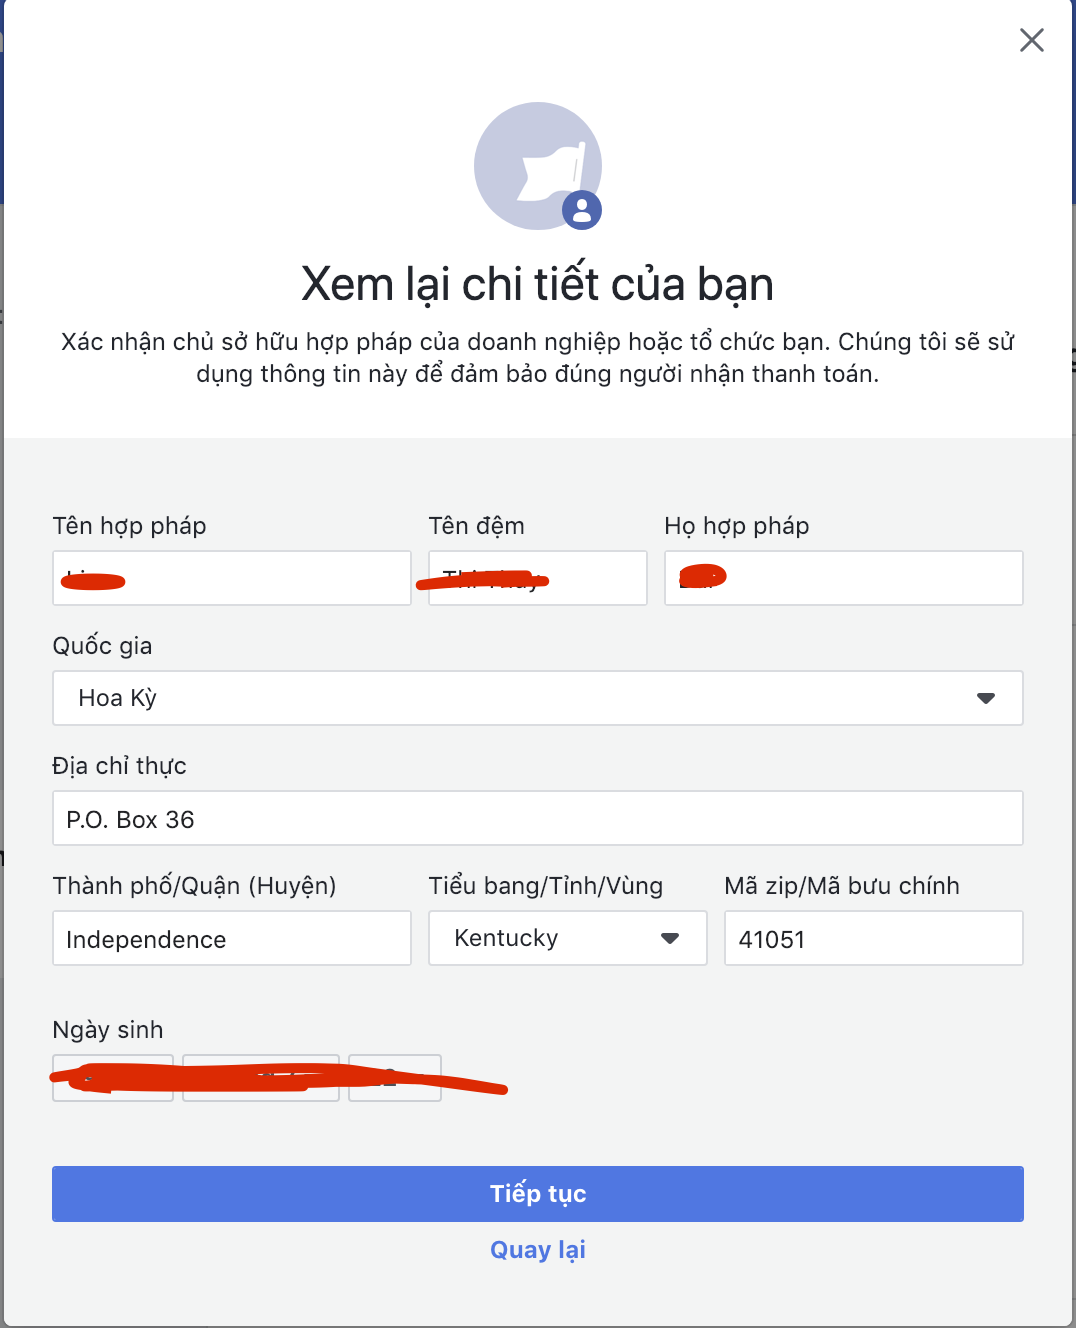 Xem lại chi tiết của bạn
Xác nhận chủ sở hữu hợp pháp của doanh nghiệp hoặc tổ chức bạn. Chúng tôi sẽ sử
dụng thông tin này để đảm bảo đúng người nhận thanh toán.
Tên hợp pháp Tên đệm Họ hợp pháp
Quốc gia
Hoa Kỳ
Địa chỉ thực
P.O. Box 36
Thành phố/Quận (Huyện) Tiểu bang/Tỉnh/Vùng Mã zip/Mã bưu chính
Independence Kentucky 41051
Ngày sinh
Tiếp tục
Quay lại